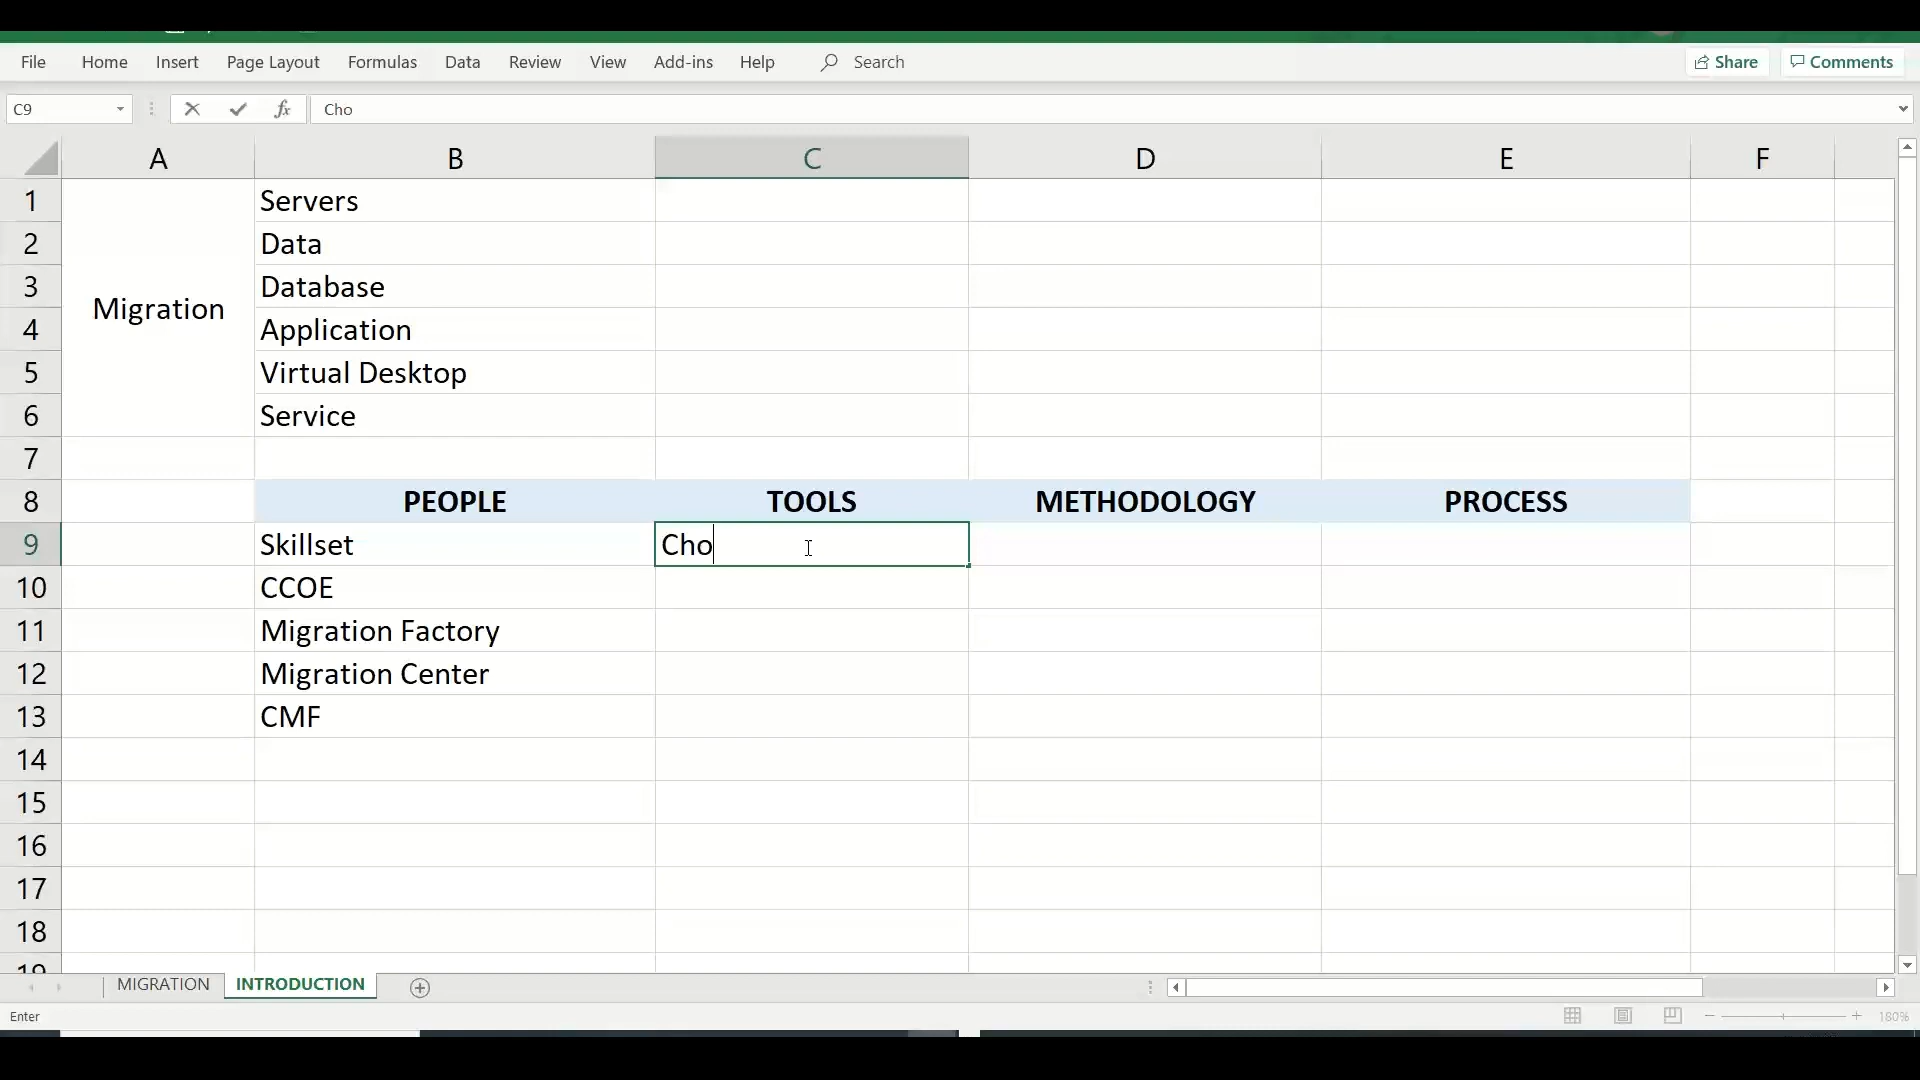 File Home Insert Page Layout Formulas Data Review View Add-ins Help Search Share Comments
C9 fx Cho
A B C D E F
1 Servers
2 Data
3 Database
Migration
4 Application
5 Virtual Desktop
6 Service
7
8 PEOPLE TOOLS METHODOLOGY PROCESS
9 Skillset Cho
10 CCOE
11 Migration Factory
12 Migration Center
13 CMF
14
15
16
17
18
19
MIGRATION INTRODUCTION
Enter 180%